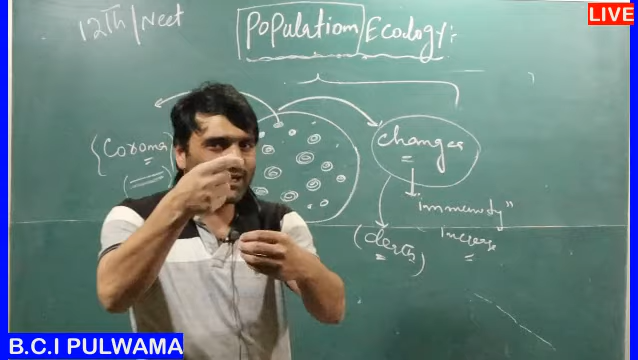 LIVE
12Th/Neet
Population Ecology:
Corona
changes
"immunity"
Increase
(death)
B.C.I PULWAMA